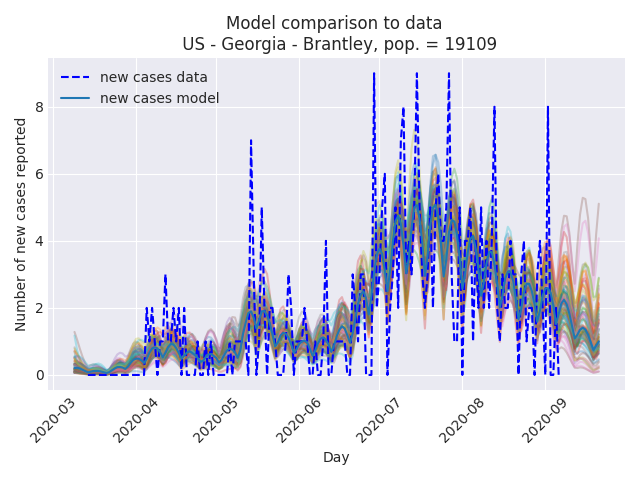 Model comparison to data
US - Georgia - Brantley, pop. = 19109
new cases data
new cases model
Number of new cases reported
8
6
4
2
0
2020-03
2020-04
2020-05
2020-06
2020-07
2020-08
2020-09
Day